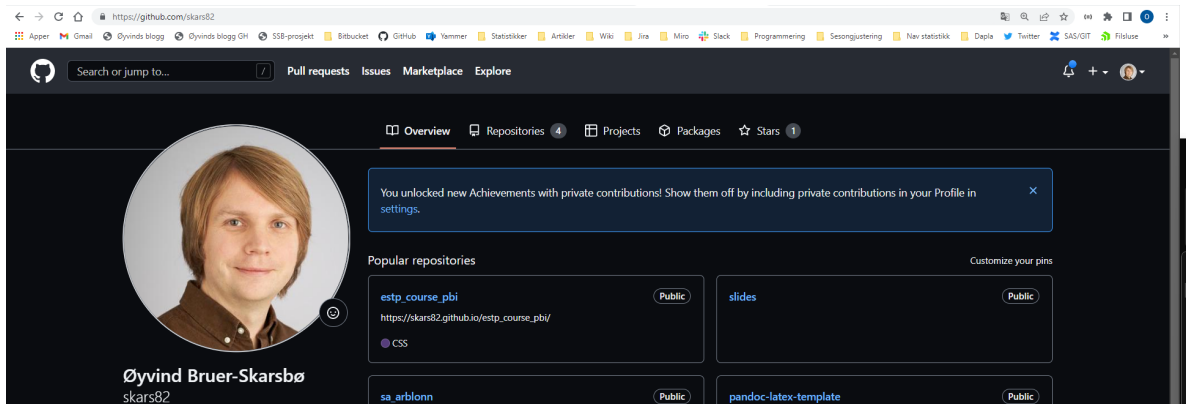 https://github.com/skars82
Apper Gmail Øyvinds blogg Øyvinds blogg GH SSB-prosjekt Bitbucket GitHub Yammer Statistikker Artikler Wiki Jira Miro Slack Programmering Sesongjustering Nav statistikk Dapla Twitter SAS/GIT Filsluse »
Search or jump to... / Pull requests Issues Marketplace Explore
Overview Repositories 4 Projects Packages Stars 1
You unlocked new Achievements with private contributions! Show them off by including private contributions in your Profile in
settings.
Popular repositories Customize your pins
estp_course_pbi Public
https://skars82.github.io/estp_course_pbi/
CSS
slides Public
Øyvind Bruer-Skarsbø
skars82
sa_arblonn Public
pandoc-latex-template Public